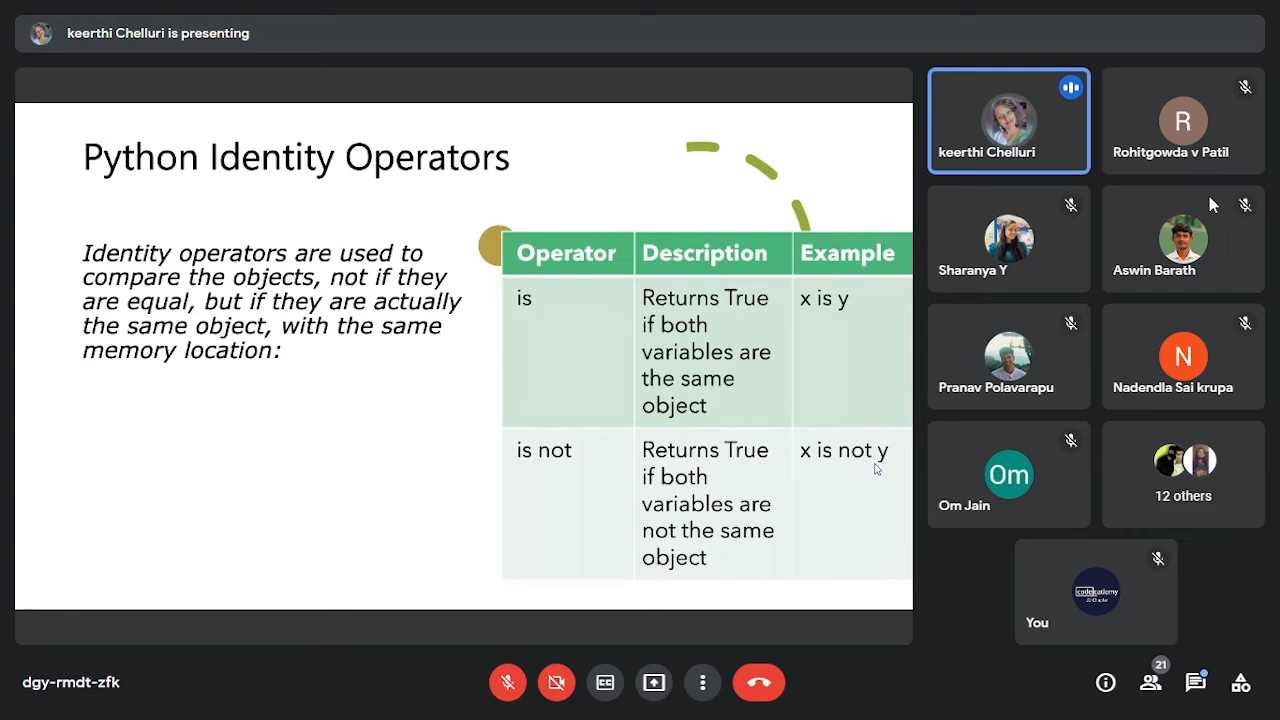 keerthi Chelluri is presenting
Python Identity Operators
Identity operators are used to
compare the objects, not if they
are equal, but if they are actually
the same object, with the same
memory location:
Operator Description Example
is Returns True x is y
if both
variables are
the same
object
is not Returns True x is not y
if both
variables are
not the same
object
keerthi Chelluri
R
Rohitgowda v Patil
Sharanya Y
Aswin Barath
Pranav Polavarapu
N
Nadendla Sai krupa
Om
Om Jain
12 others
codecademy
You
dgy-rmdt-zfk
CC
21